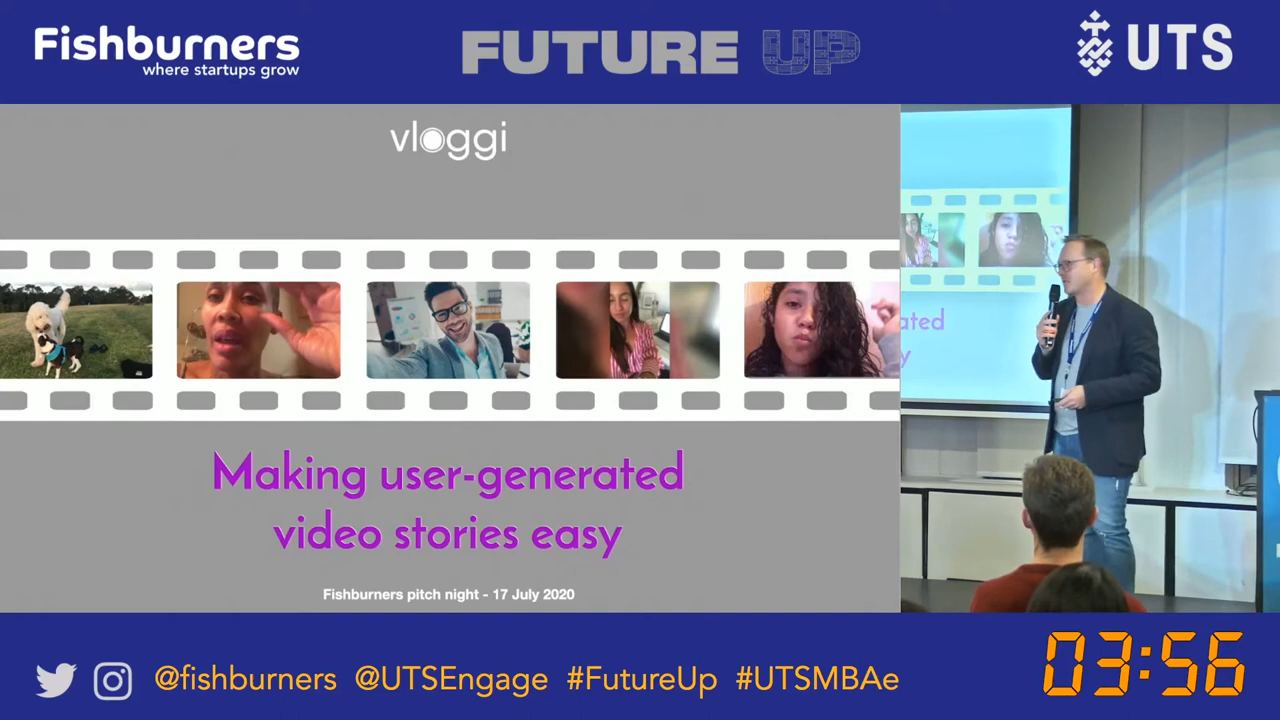 Fishburners
where startups grow
FUTURE UP
UTS
vloggi
Making user-generated
video stories easy
Fishburners pitch night - 17 July 2020
ated
y
@fishburners @UTSEngage #FutureUp #UTSMBAe
03:56